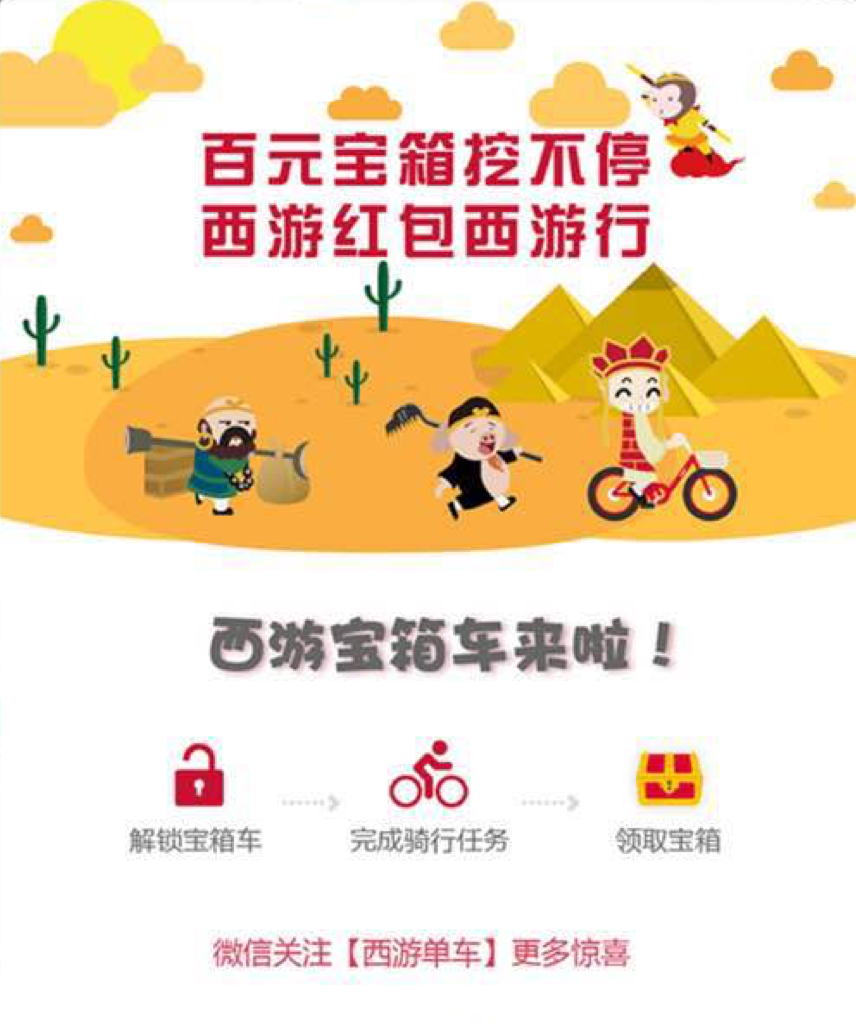 百元宝箱挖不停
西游红包西游行
西游宝箱车来啦！
解锁宝箱车
完成骑行任务
领取宝箱
微信关注【西游单车】更多惊喜